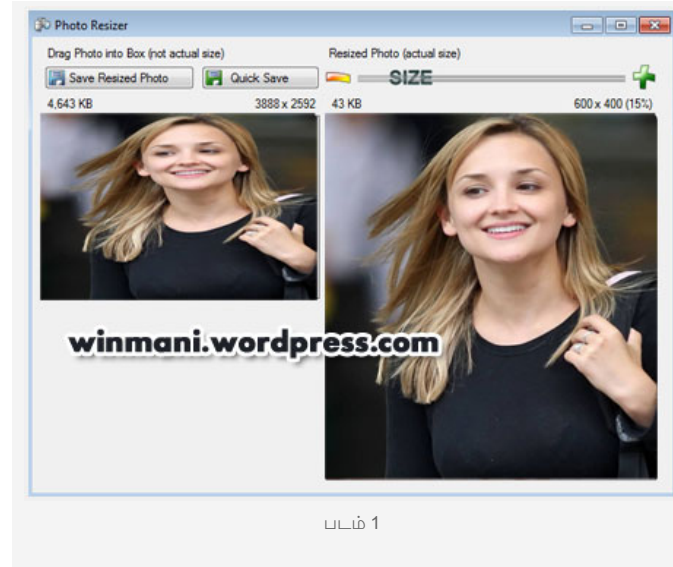 Photo Resizer
Drag Photo into Box (not actual size)
Resized Photo (actual size)
Save Resized Photo
Quick Save
SIZE
4,643 KB
3888 x 2592
43 KB
600 x 400 (15%)
winmani.wordpress.com
படம் 1